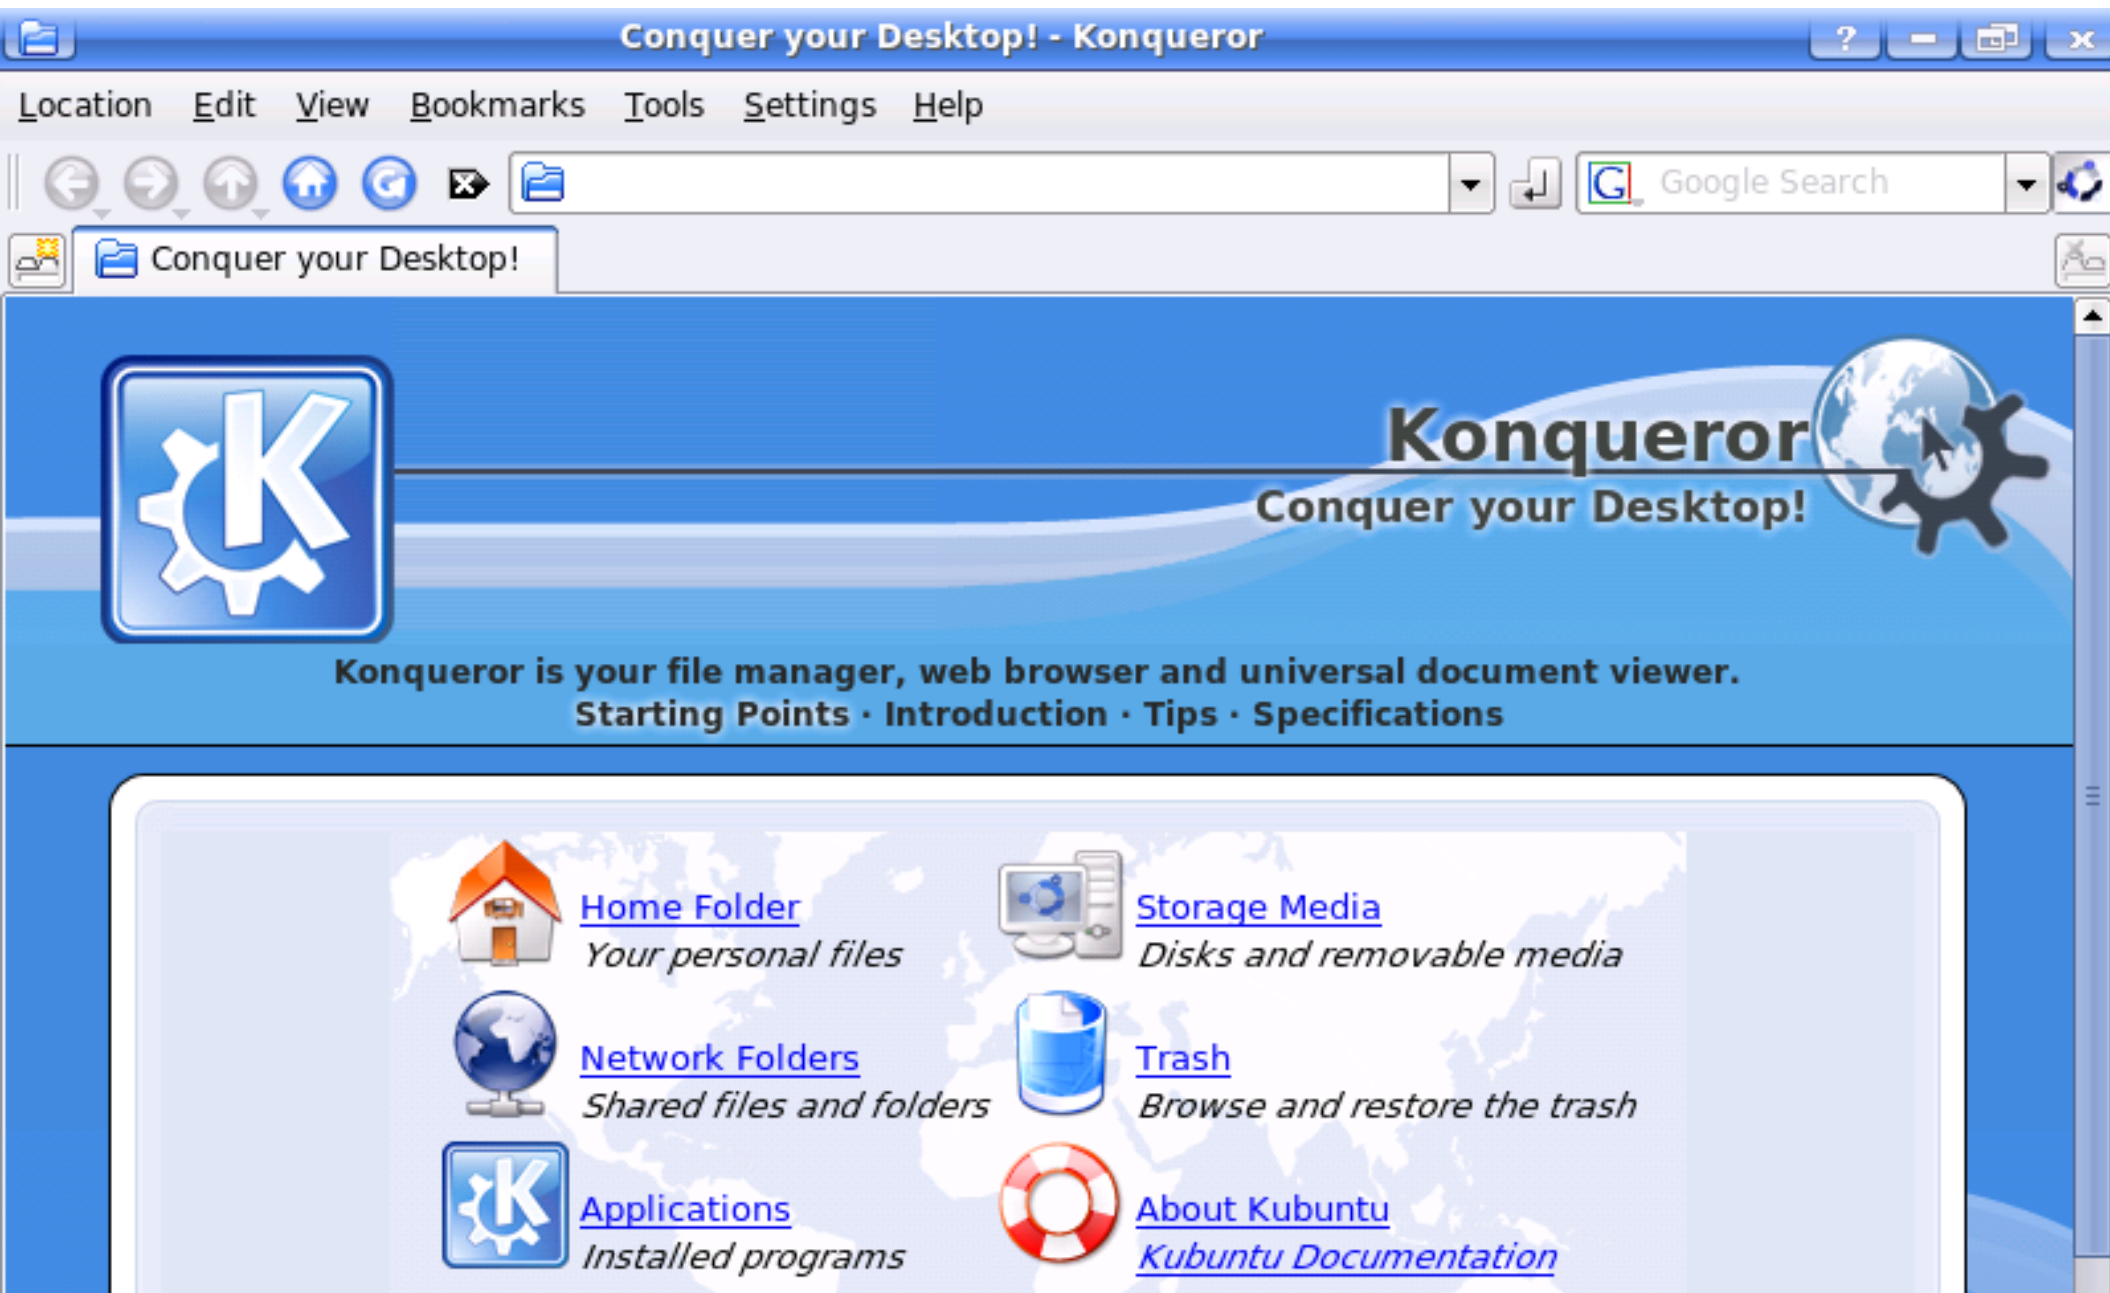 Conquer your Desktop! - Konqueror
Location Edit View Bookmarks Tools Settings Help
Google Search
Conquer your Desktop!
Konqueror
Conquer your Desktop!
Konqueror is your file manager, web browser and universal document viewer.
Starting Points · Introduction · Tips · Specifications
Home Folder
Your personal files
Storage Media
Disks and removable media
Network Folders
Shared files and folders
Trash
Browse and restore the trash
Applications
Installed programs
About Kubuntu
Kubuntu Documentation